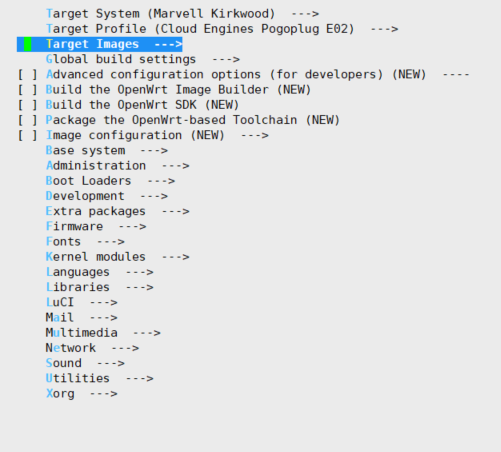 Target System (Marvell Kirkwood)  --->
Target Profile (Cloud Engines Pogoplug E02)  --->
Target Images  --->
Global build settings  --->
[ ] Advanced configuration options (for developers) (NEW)  ----
[ ] Build the OpenWrt Image Builder (NEW)
[ ] Build the OpenWrt SDK (NEW)
[ ] Package the OpenWrt-based Toolchain (NEW)
[ ] Image configuration (NEW)  --->
Base system  --->
Administration  --->
Boot Loaders  --->
Development  --->
Extra packages  --->
Firmware  --->
Fonts  --->
Kernel modules  --->
Languages  --->
Libraries  --->
LuCI  --->
Mail  --->
Multimedia  --->
Network  --->
Sound  --->
Utilities  --->
Xorg  --->